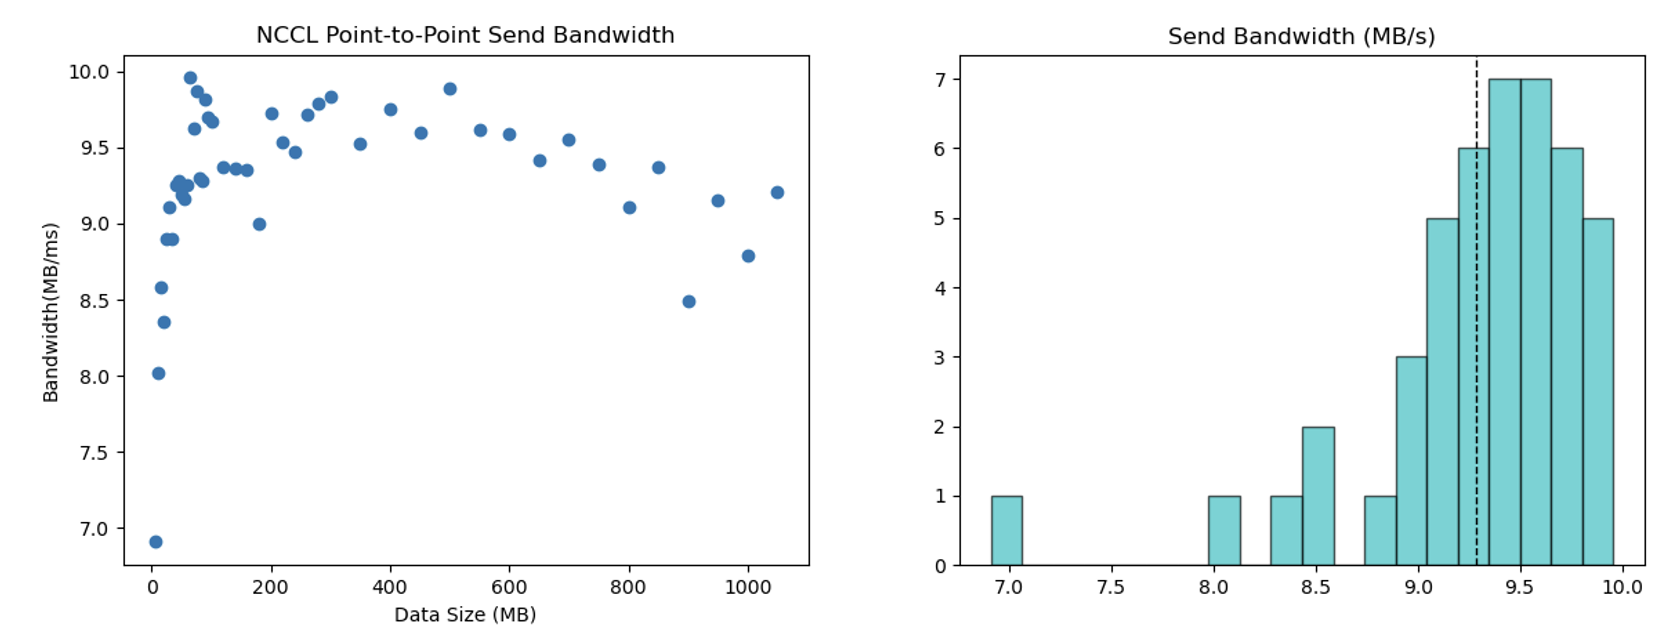 NCCL Point-to-Point Send Bandwidth
10.0
9.5
9.0
8.5
8.0
7.5
7.0
Bandwidth(MB/ms)
0 200 400 600 800 1000
Data Size (MB)
Send Bandwidth (MB/s)
7
6
5
4
3
2
1
0
7.0 7.5 8.0 8.5 9.0 9.5 10.0